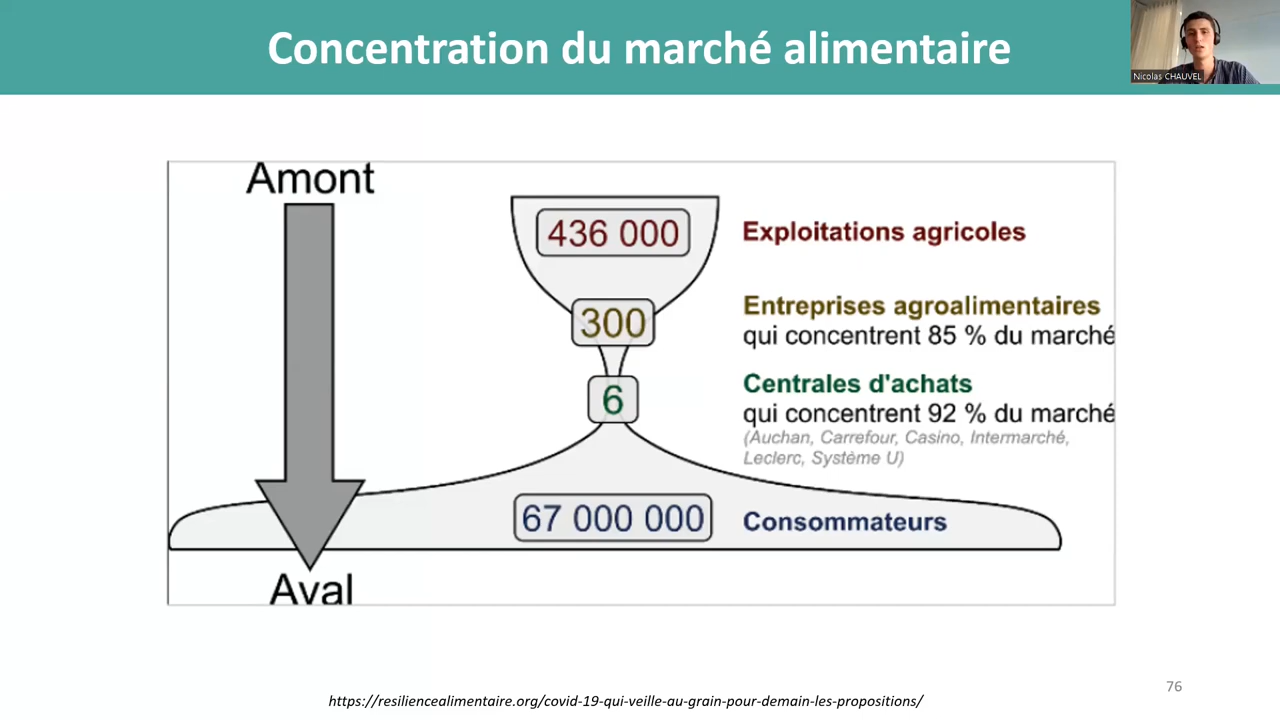 Concentration du marché alimentaire
Nicolas CHAUVEL
Amont
436 000
Exploitations agricoles
300
Entreprises agroalimentaires
qui concentrent 85 % du marché
6
Centrales d'achats
qui concentrent 92 % du marché
(Auchan, Carrefour, Casino, Intermarché,
Leclerc, Système U)
67 000 000
Consommateurs
Aval
76
https://resiliencealimentaire.org/covid-19-qui-veille-au-grain-pour-demain-les-propositions/